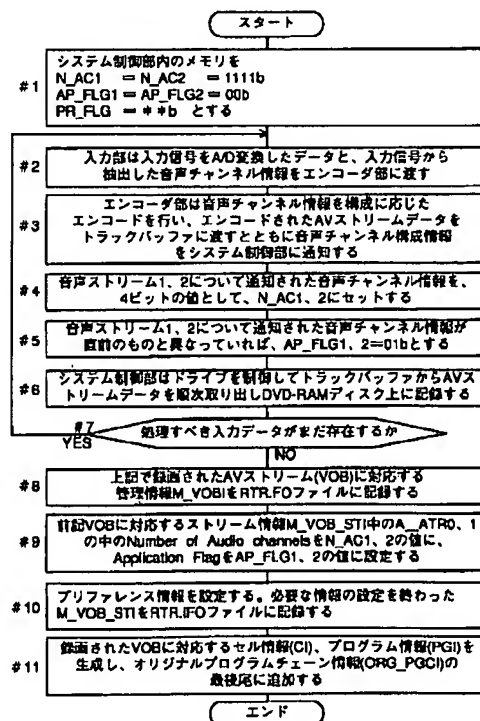 スタート
#1
システム制御部内のメモリを
N_AC1 = N_AC2 = 1111b
AP_FLG1 = AP_FLG2 = 00b
PR_FLG = **b とする
#2
入力部は入力信号をA/D変換したデータと、入力信号から
抽出した音声チャンネル情報をエンコーダ部に渡す
#3
エンコーダ部は音声チャンネル情報を構成に応じた
エンコードを行い、エンコードされたAVストリームデータを
トラックバッファに渡すとともに音声チャンネル構成情報
をシステム制御部に通知する
#4
音声ストリーム1、2について通知された音声チャンネル情報を、
4ビットの値として、N_AC1、2にセットする
#5
音声ストリーム1、2について通知された音声チャンネル情報が
直前のものと異なっていれば、AP_FLG1、2=01bとする
#6
システム制御部はドライブを制御してトラックバッファからAVス
トリームデータを順次取り出しDVD-RAMディスク上に記録する
#7
YES
処理すべき入力データがまだ存在するか
NO
#8
上記で録画されたAVストリーム(VOB)に対応する
管理情報M_VOBIをRTR.IFOファイルに記録する
#9
前記VOBに対応するストリーム情報M_VOB_STI中のA_ATR0、1
の中のNumber of Audio channelsをN_AC1、2の値に、
Application FlagをAP_FLG1、2の値に設定する
#10
プリファレンス情報を設定する。必要な情報の設定を終わった
M_VOB_STIをRTR.IFOファイルに記録する
#11
録画されたVOBに対応するセル情報(CI)、プログラム情報(PGI)を
生成し、オリジナルプログラムチェーン情報(ORG_PGCI)の
最後尾に追加する
エンド